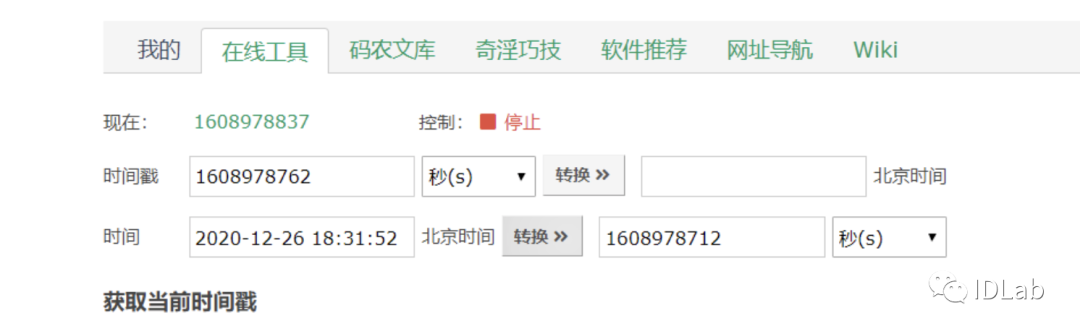 我的 在线工具 码农文库 奇淫巧技 软件推荐 网址导航 Wiki
现在： 1608978837 控制： 停止
时间戳 1608978762 秒(s) 转换 北京时间
时间 2020-12-26 18:31:52 北京时间 转换 1608978712 秒(s)
获取当前时间戳
IDLab